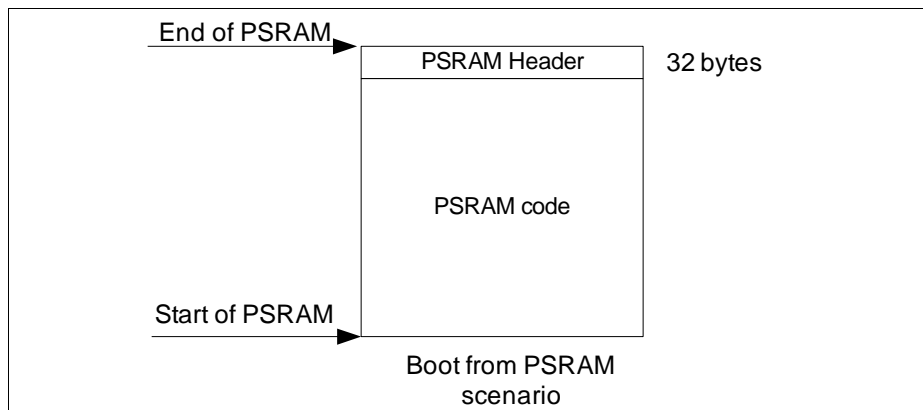 End of PSRAM
PSRAM Header
32 bytes
PSRAM code
Start of PSRAM
Boot from PSRAM
scenario